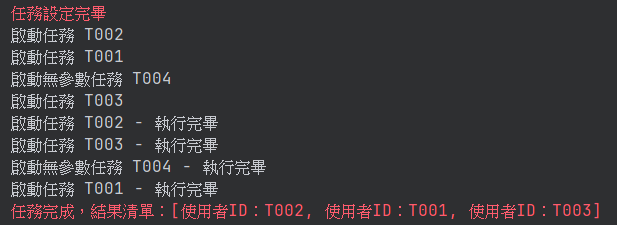 任務設定完畢
啟動任務 T002
啟動任務 T001
啟動無參數任務 T004
啟動任務 T003
啟動任務 T002 - 執行完畢
啟動任務 T003 - 執行完畢
啟動無參數任務 T004 - 執行完畢
啟動任務 T001 - 執行完畢
任務完成，結果清單：[使用者ID：T002, 使用者ID：T001, 使用者ID：T003]